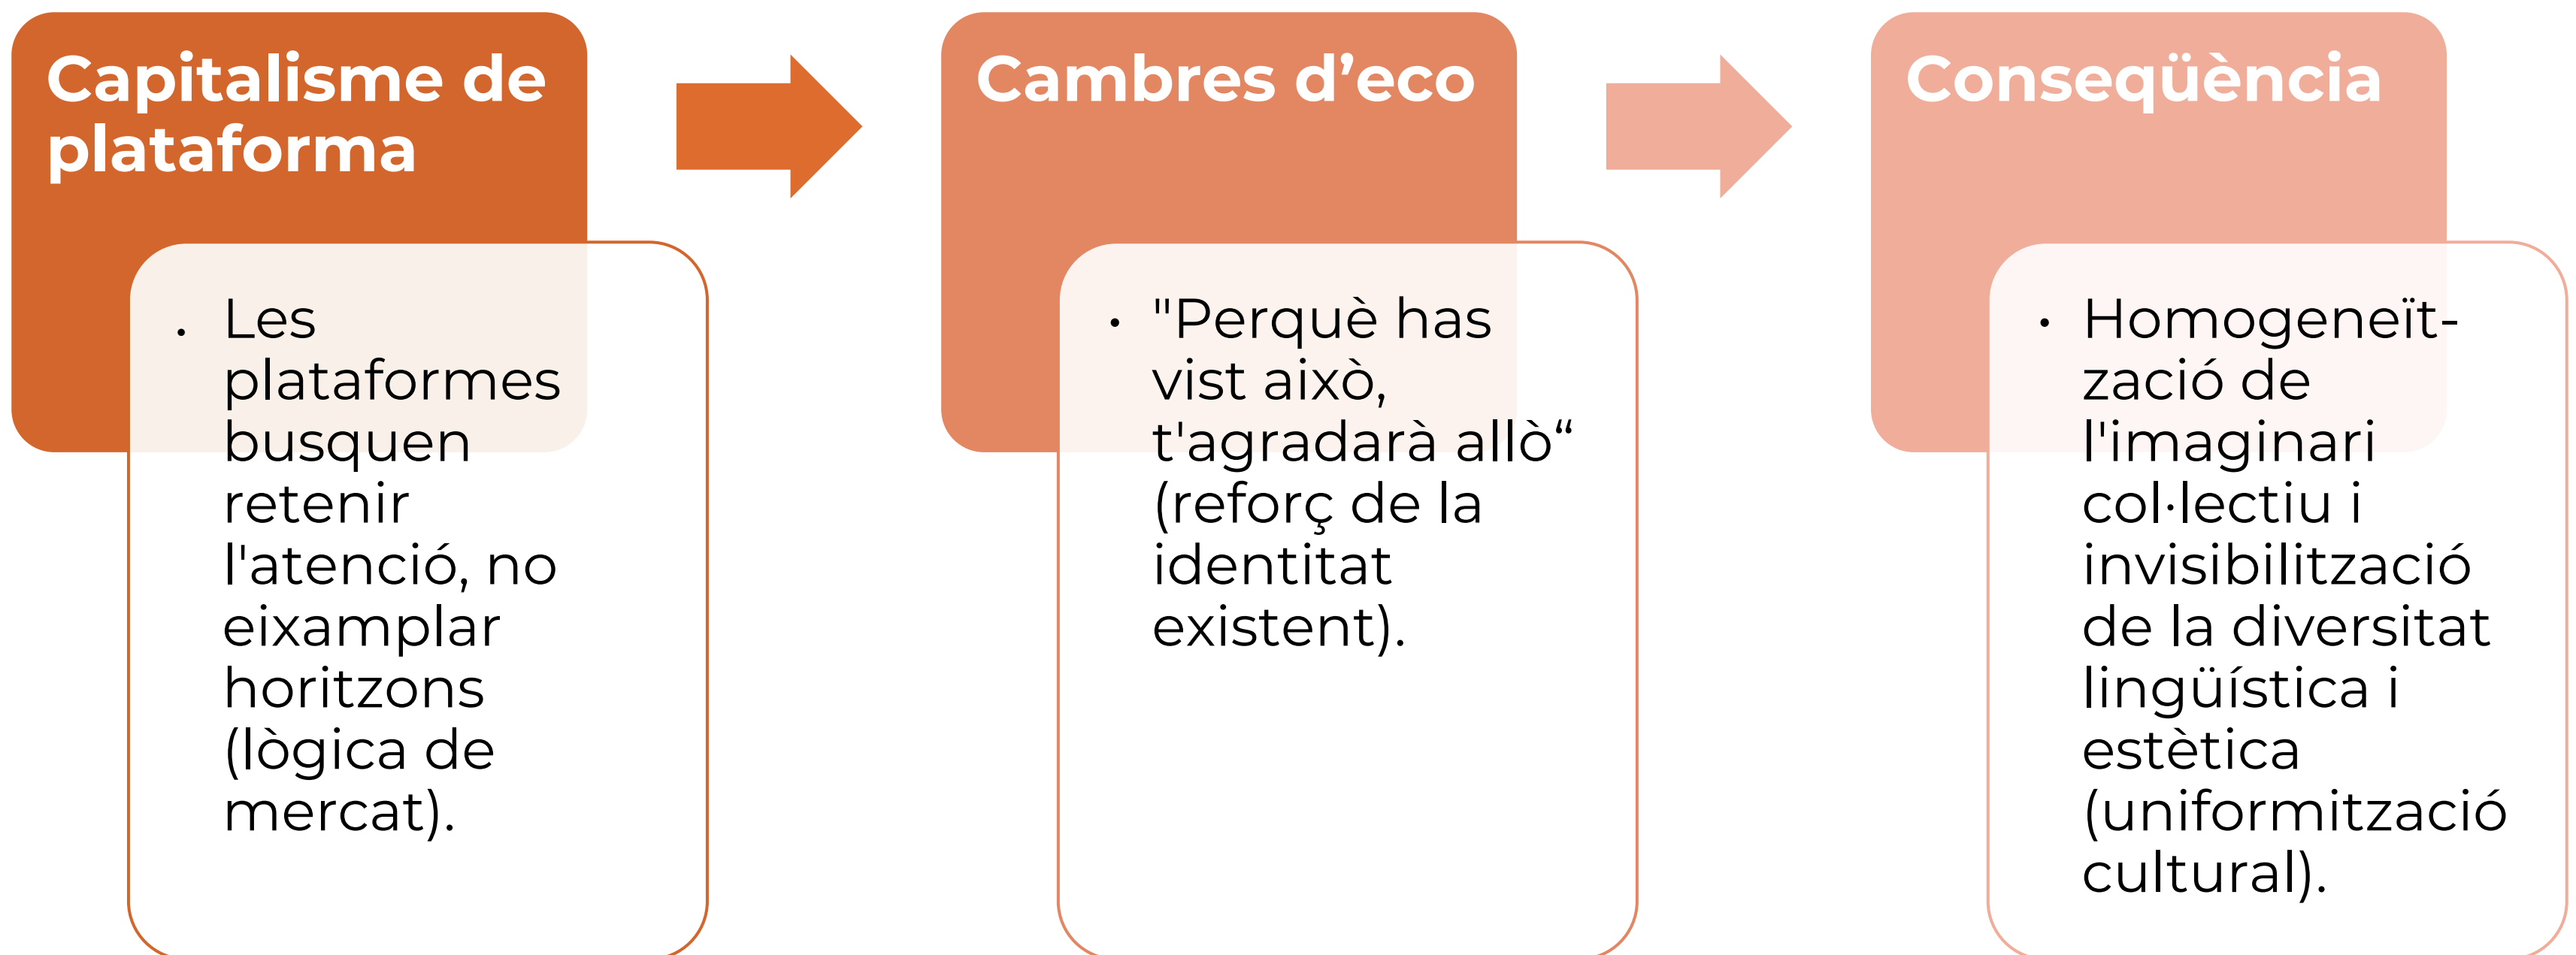 Capitalisme de
plataforma
• Les
plataformes
busquen
retenir
l'atenció, no
eixamplar
horitzons
(lògica de
mercat).
Cambres d’eco
• "Perquè has
vist això,
t'agradarà allò“
(reforç de la
identitat
existent).
Conseqüència
• Homogeneït-
zació de
l'imaginari
col·lectiu i
invisibilització
de la diversitat
lingüística i
estètica
(uniformització
cultural).